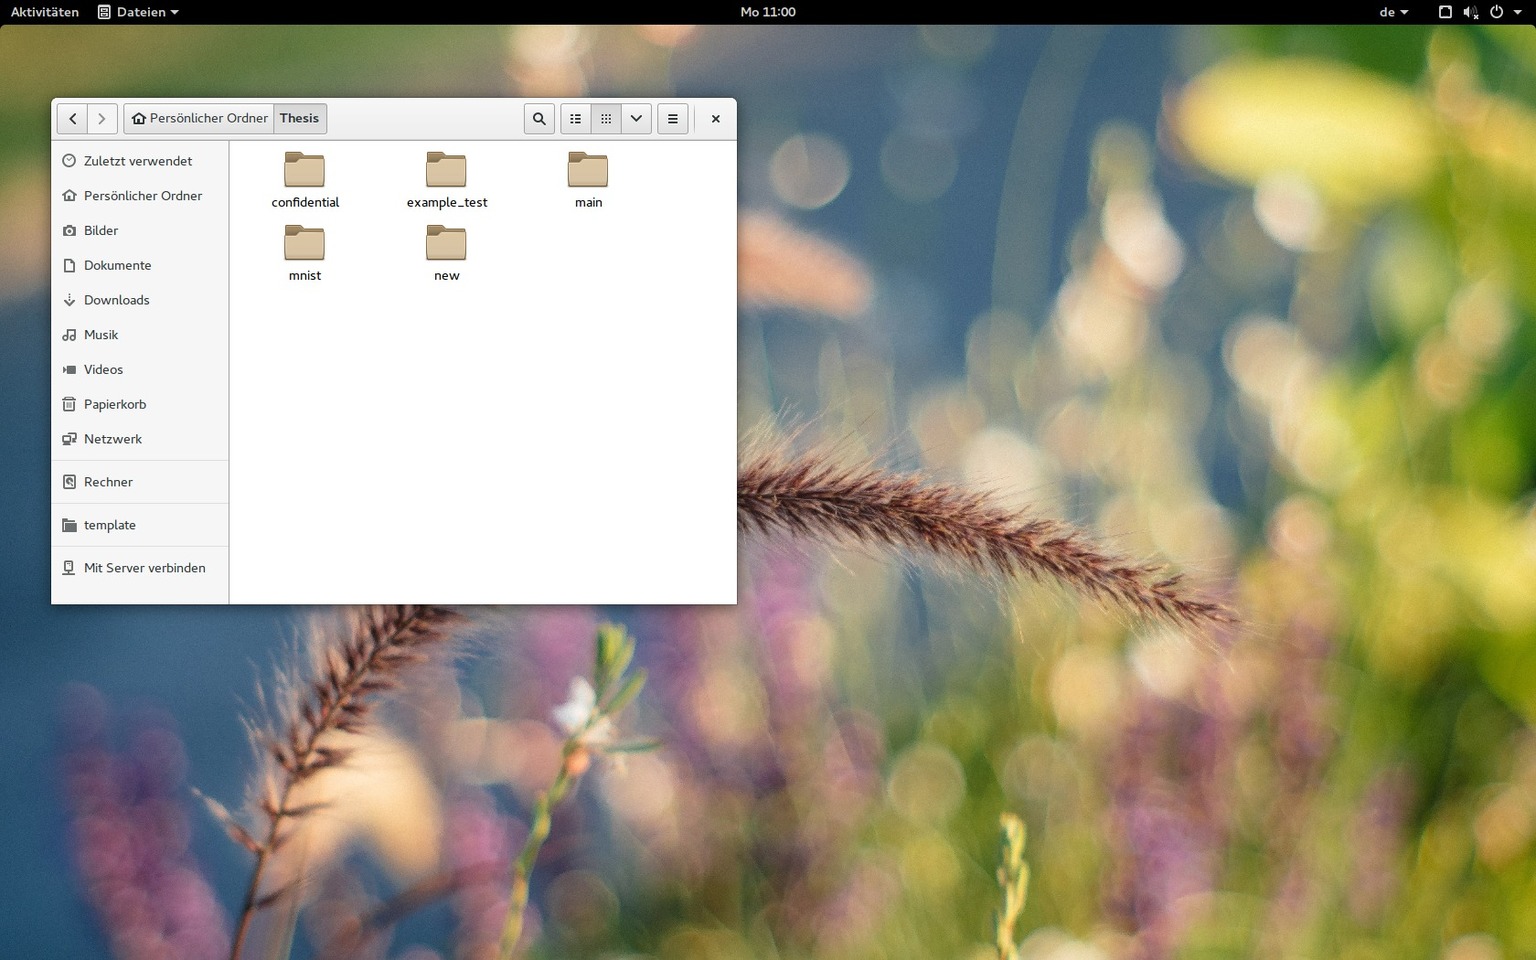 Aktivitäten Dateien Mo 11:00 de
Persönlicher Ordner Thesis
Zuletzt verwendet
Persönlicher Ordner
Bilder
Dokumente
Downloads
Musik
Videos
Papierkorb
Netzwerk
Rechner
template
Mit Server verbinden
confidential example_test main
mnist new